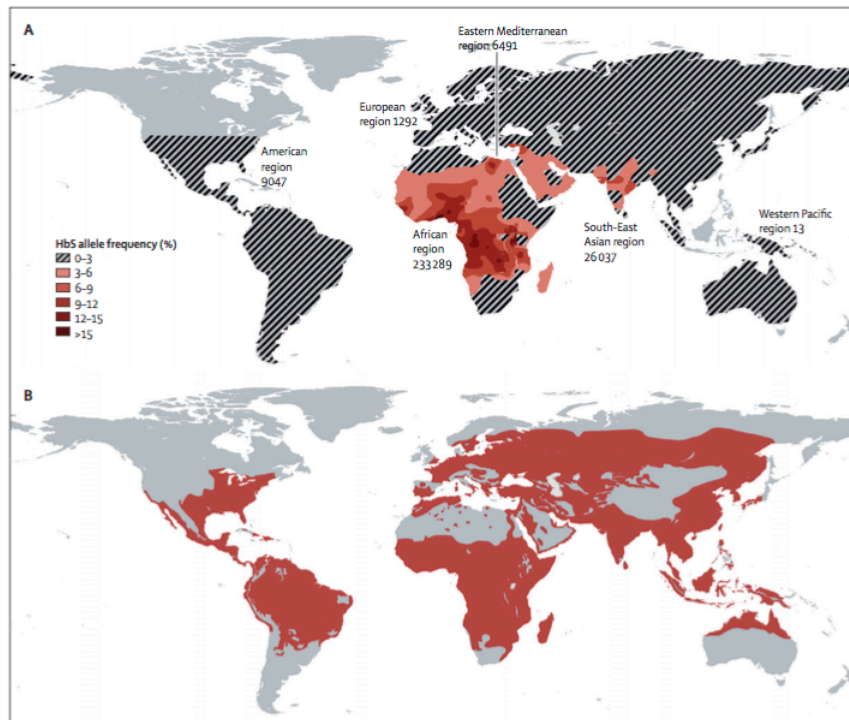 A
Eastern Mediterranean
region 6491
European
region 1292
American
region
9047
African
region
233 289
South-East
Asian region
26 037
Western Pacific
region 13
HbS allele frequency (%)
0–3
3–6
6–9
9–12
12–15
>15
B